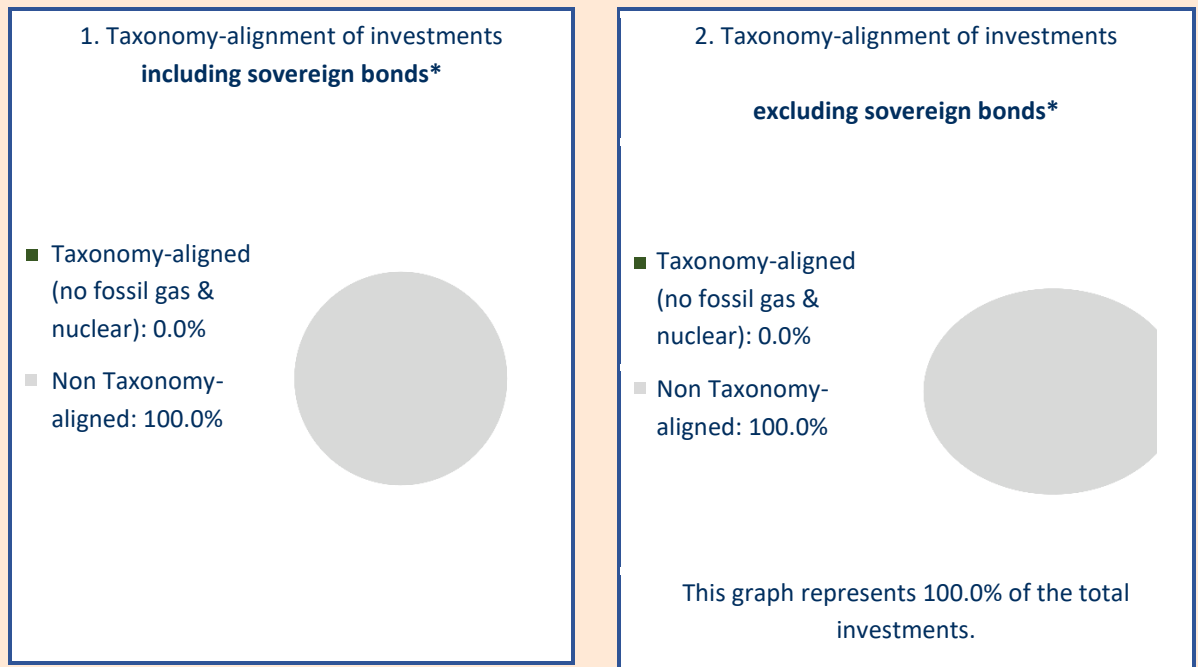 1. Taxonomy-alignment of investments
including sovereign bonds*
Taxonomy-aligned
(no fossil gas &
nuclear): 0.0%
Non Taxonomy-
aligned: 100.0%
2. Taxonomy-alignment of investments
excluding sovereign bonds*
Taxonomy-aligned
(no fossil gas &
nuclear): 0.0%
Non Taxonomy-
aligned: 100.0%
This graph represents 100.0% of the total
investments.